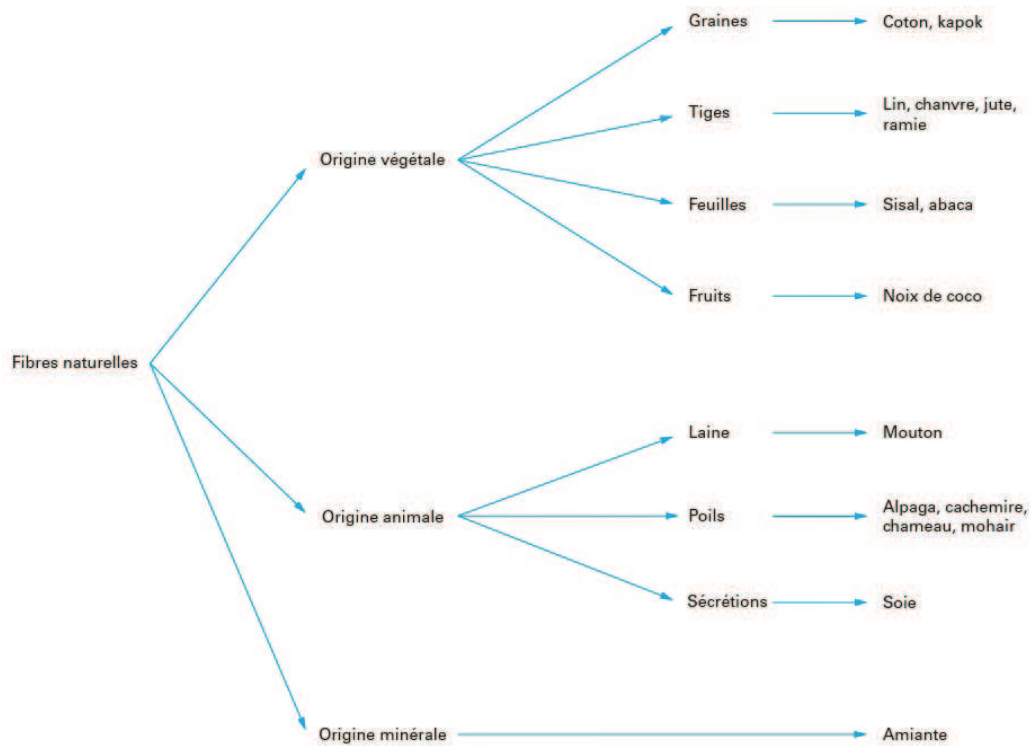 Graines
Coton, kapok
Tiges
Lin, chanvre, jute,
ramie
Origine végétale
Feuilles
Sisal, abaca
Fruits
Noix de coco
Fibres naturelles
Laine
Mouton
Origine animale
Poils
Alpaga, cachemire,
chameau, mohair
Sécrétions
Soie
Origine minérale
Amiante